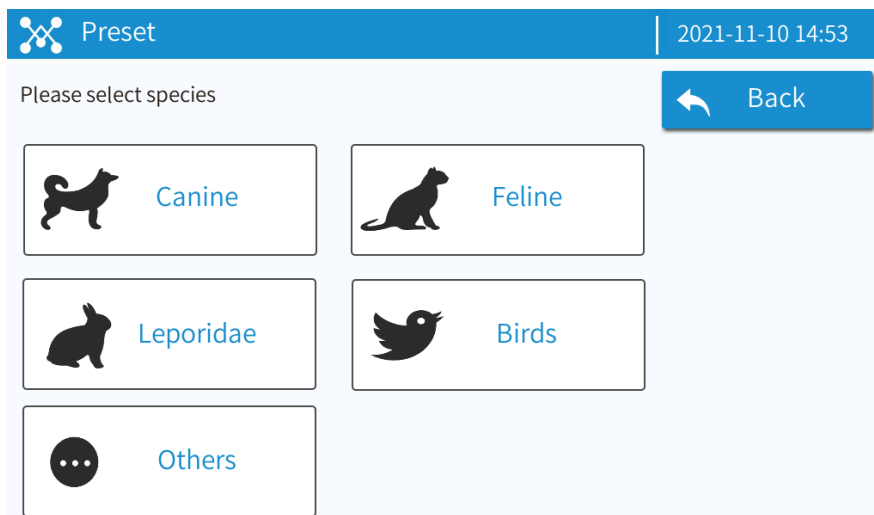 Preset
2021-11-10 14:53
Please select species
Back
Canine
Feline
Leporidae
Birds
Others